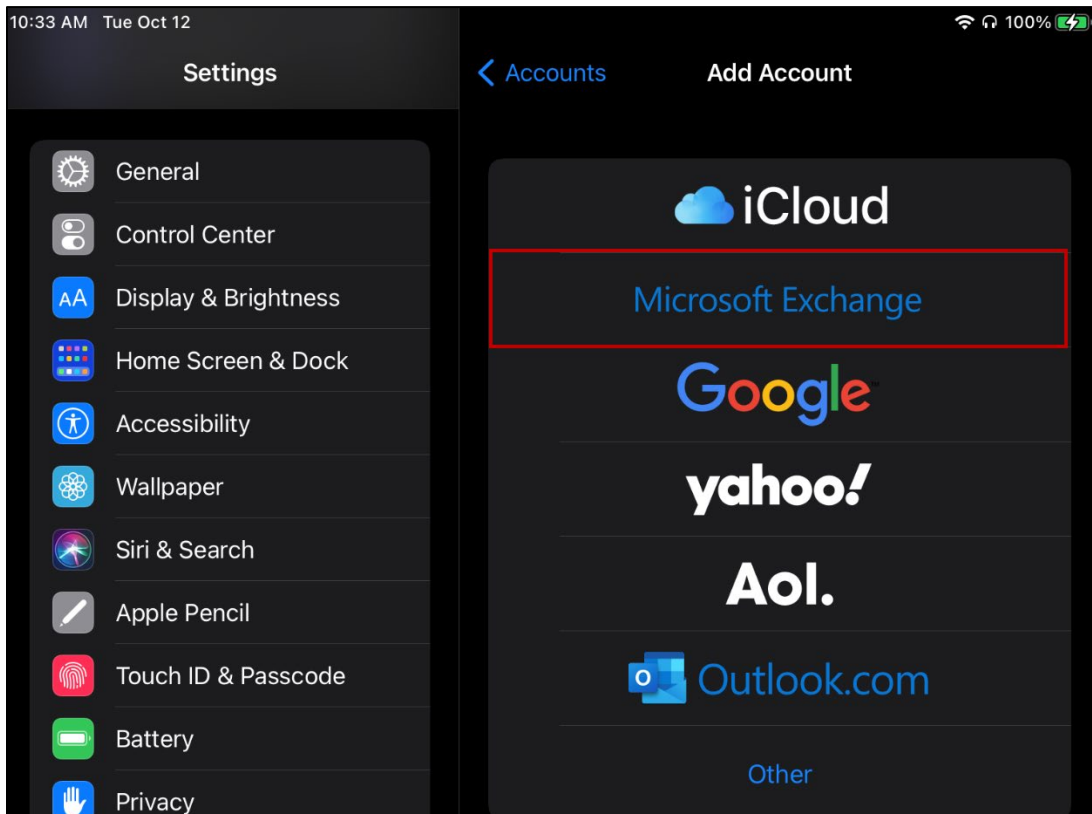 10:33 AM Tue Oct 12
100%
Settings
General
Control Center
AA
Display & Brightness
Home Screen & Dock
Accessibility
Wallpaper
Siri & Search
Apple Pencil
Touch ID & Passcode
Battery
Privacy
Accounts
Add Account
iCloud
Microsoft Exchange
Google™
yahoo!
Aol.
O
Outlook.com
Other